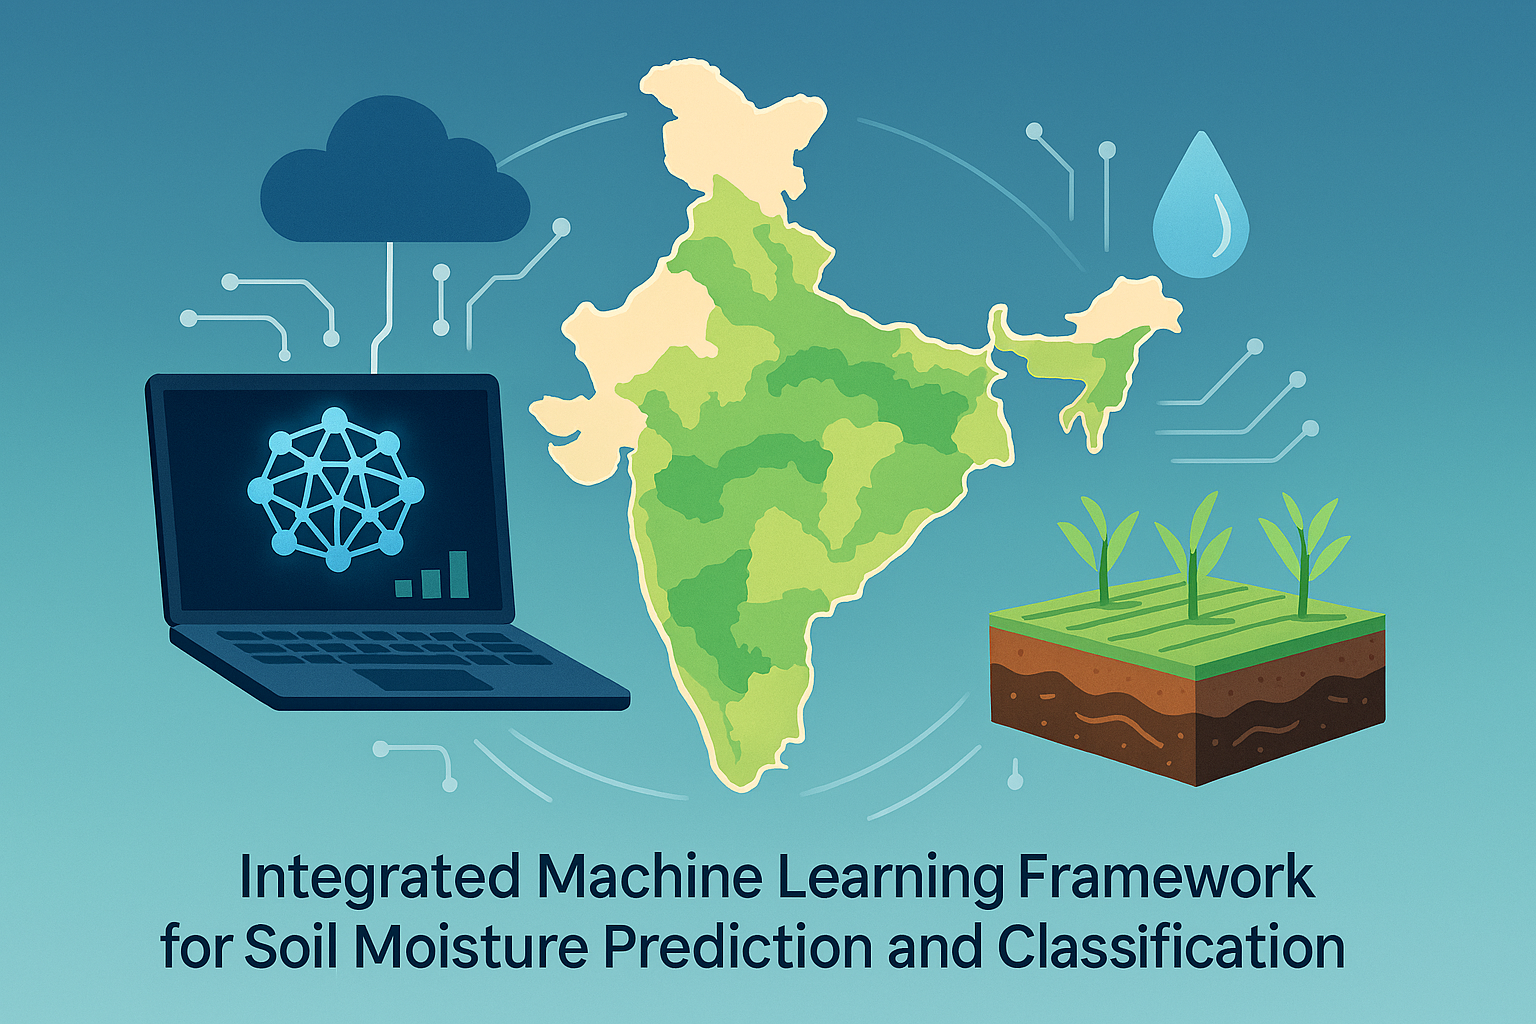 Integrated Machine Learning Framework
for Soil Moisture Prediction and Classification